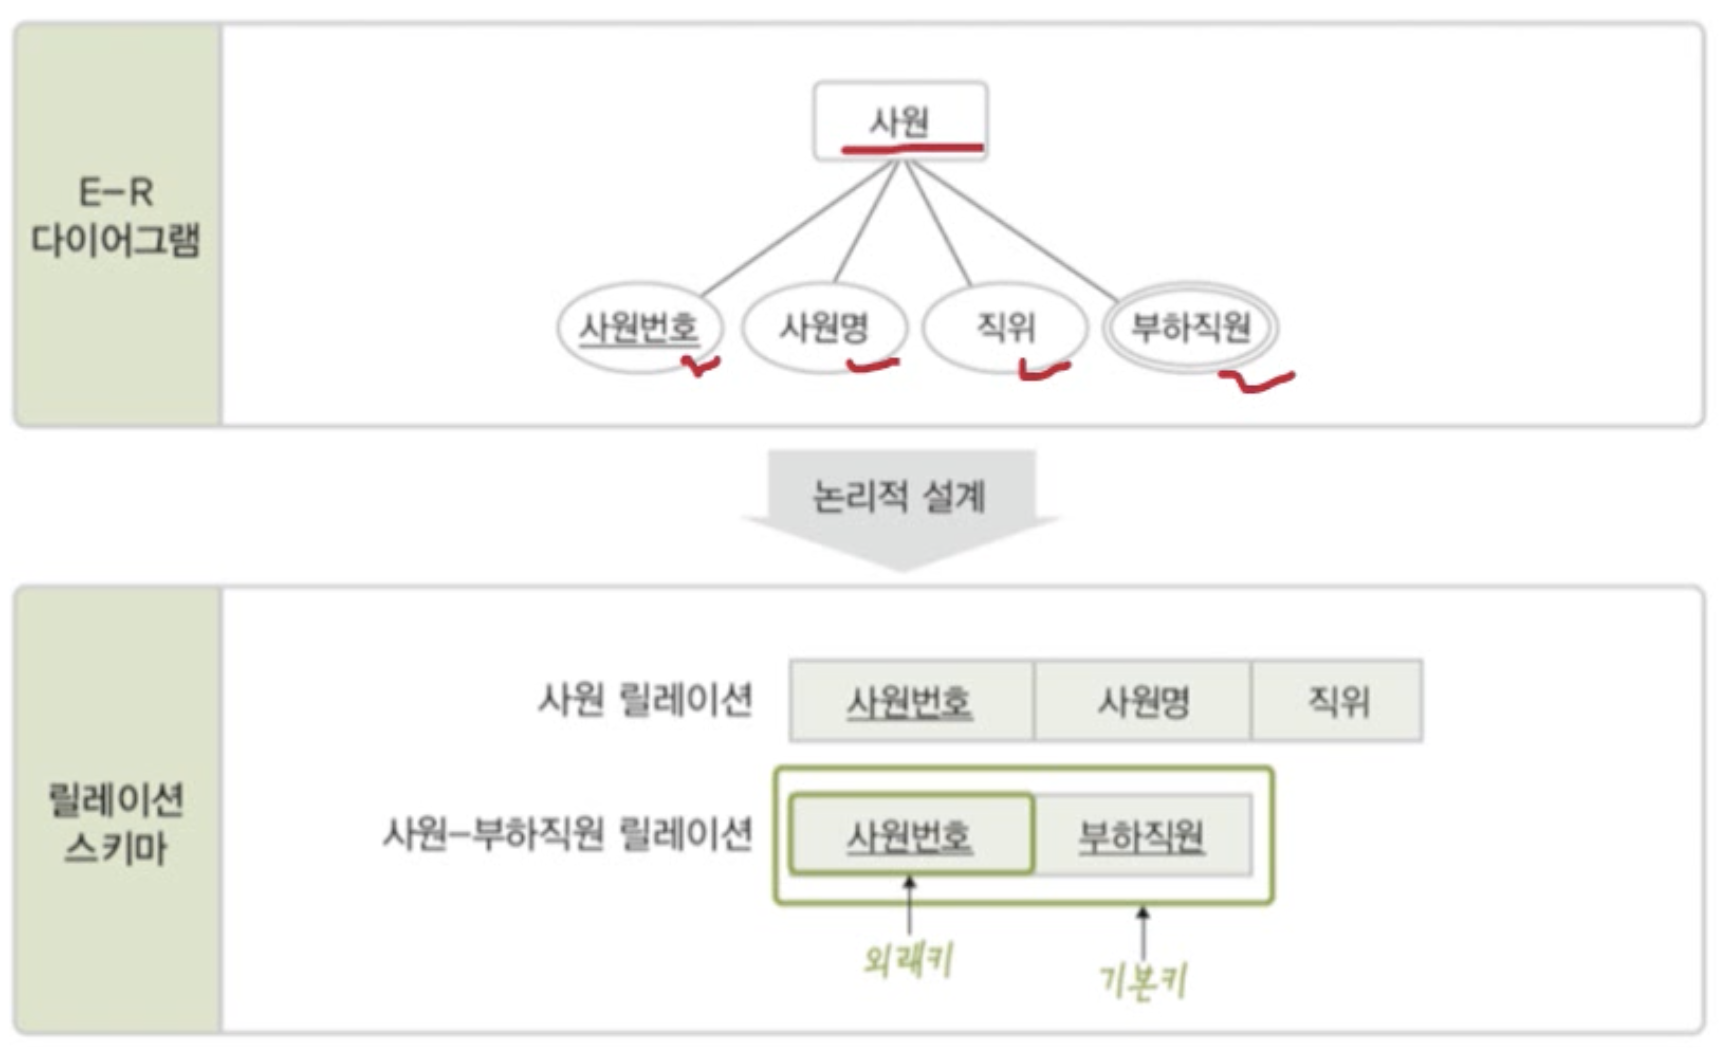 E-R
다이어그램
사원
사원번호 사원명 직위 부하직원
논리적 설계
릴레이션
스키마
사원 릴레이션 사원번호 사원명 직위
사원-부하직원 릴레이션 사원번호 부하직원
외래키
기본키